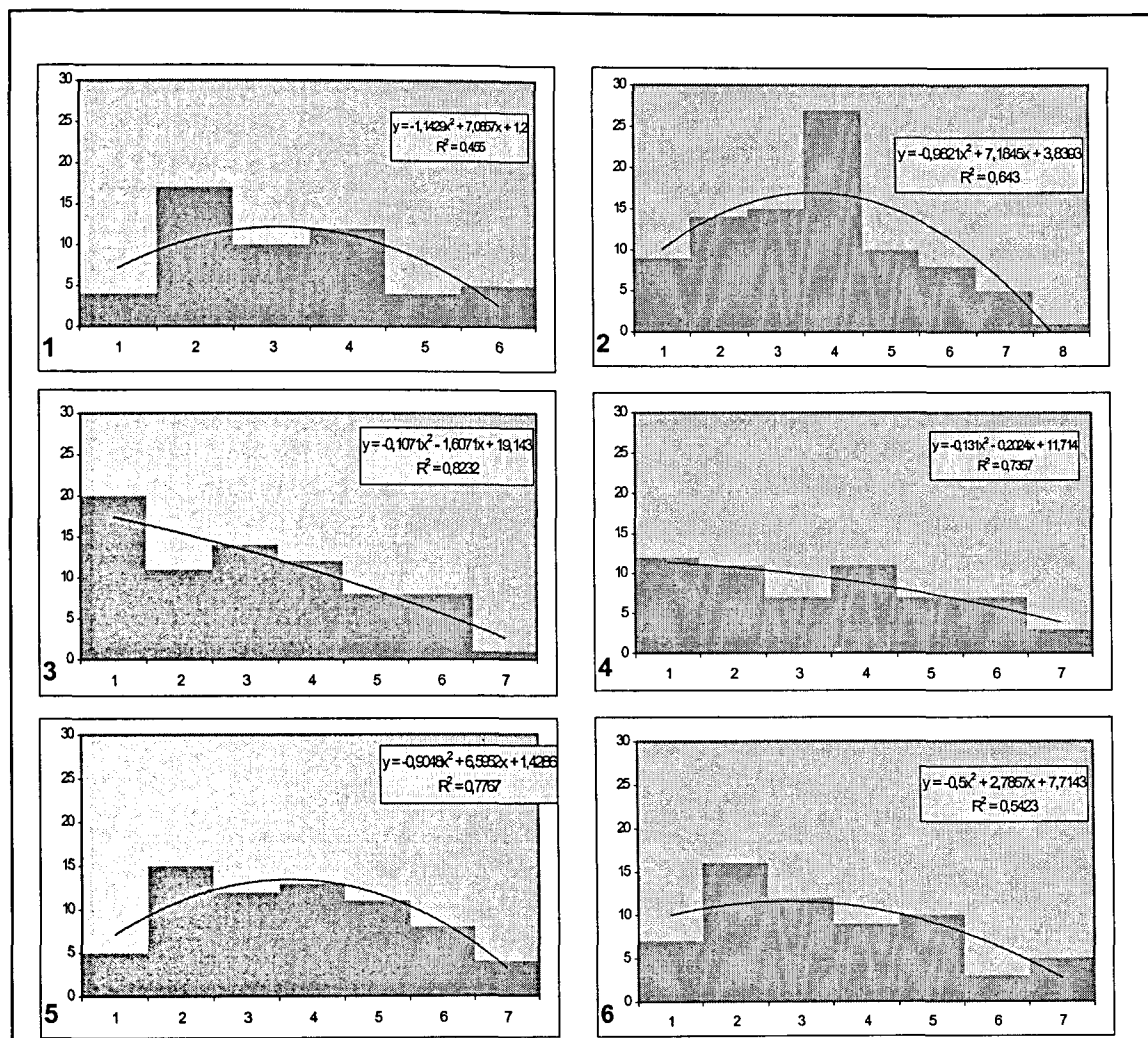 30
25
20
15
10
5
0
y = -1,1429x² + 7,0857x + 1,2
R² = 0,455
1 2 3 4 5 6
1
30
25
20
15
10
5
0
y = -0,9821x² + 7,1845x + 3,8393
R² = 0,643
1 2 3 4 5 6 7 8
2
30
25
20
15
10
5
0
y = -0,1071x² - 1,6071x + 19,143
R² = 0,8232
1 2 3 4 5 6 7
3
30
25
20
15
10
5
0
y = -0,131x² - 0,2024x + 11,714
R² = 0,7357
1 2 3 4 5 6 7
4
30
25
20
15
10
5
0
y = -0,9048x² + 6,5952x + 1,4286
R² = 0,7767
1 2 3 4 5 6 7
5
30
25
20
15
10
5
0
y = -0,5x² + 2,7857x + 7,7143
R² = 0,5423
1 2 3 4 5 6 7
6